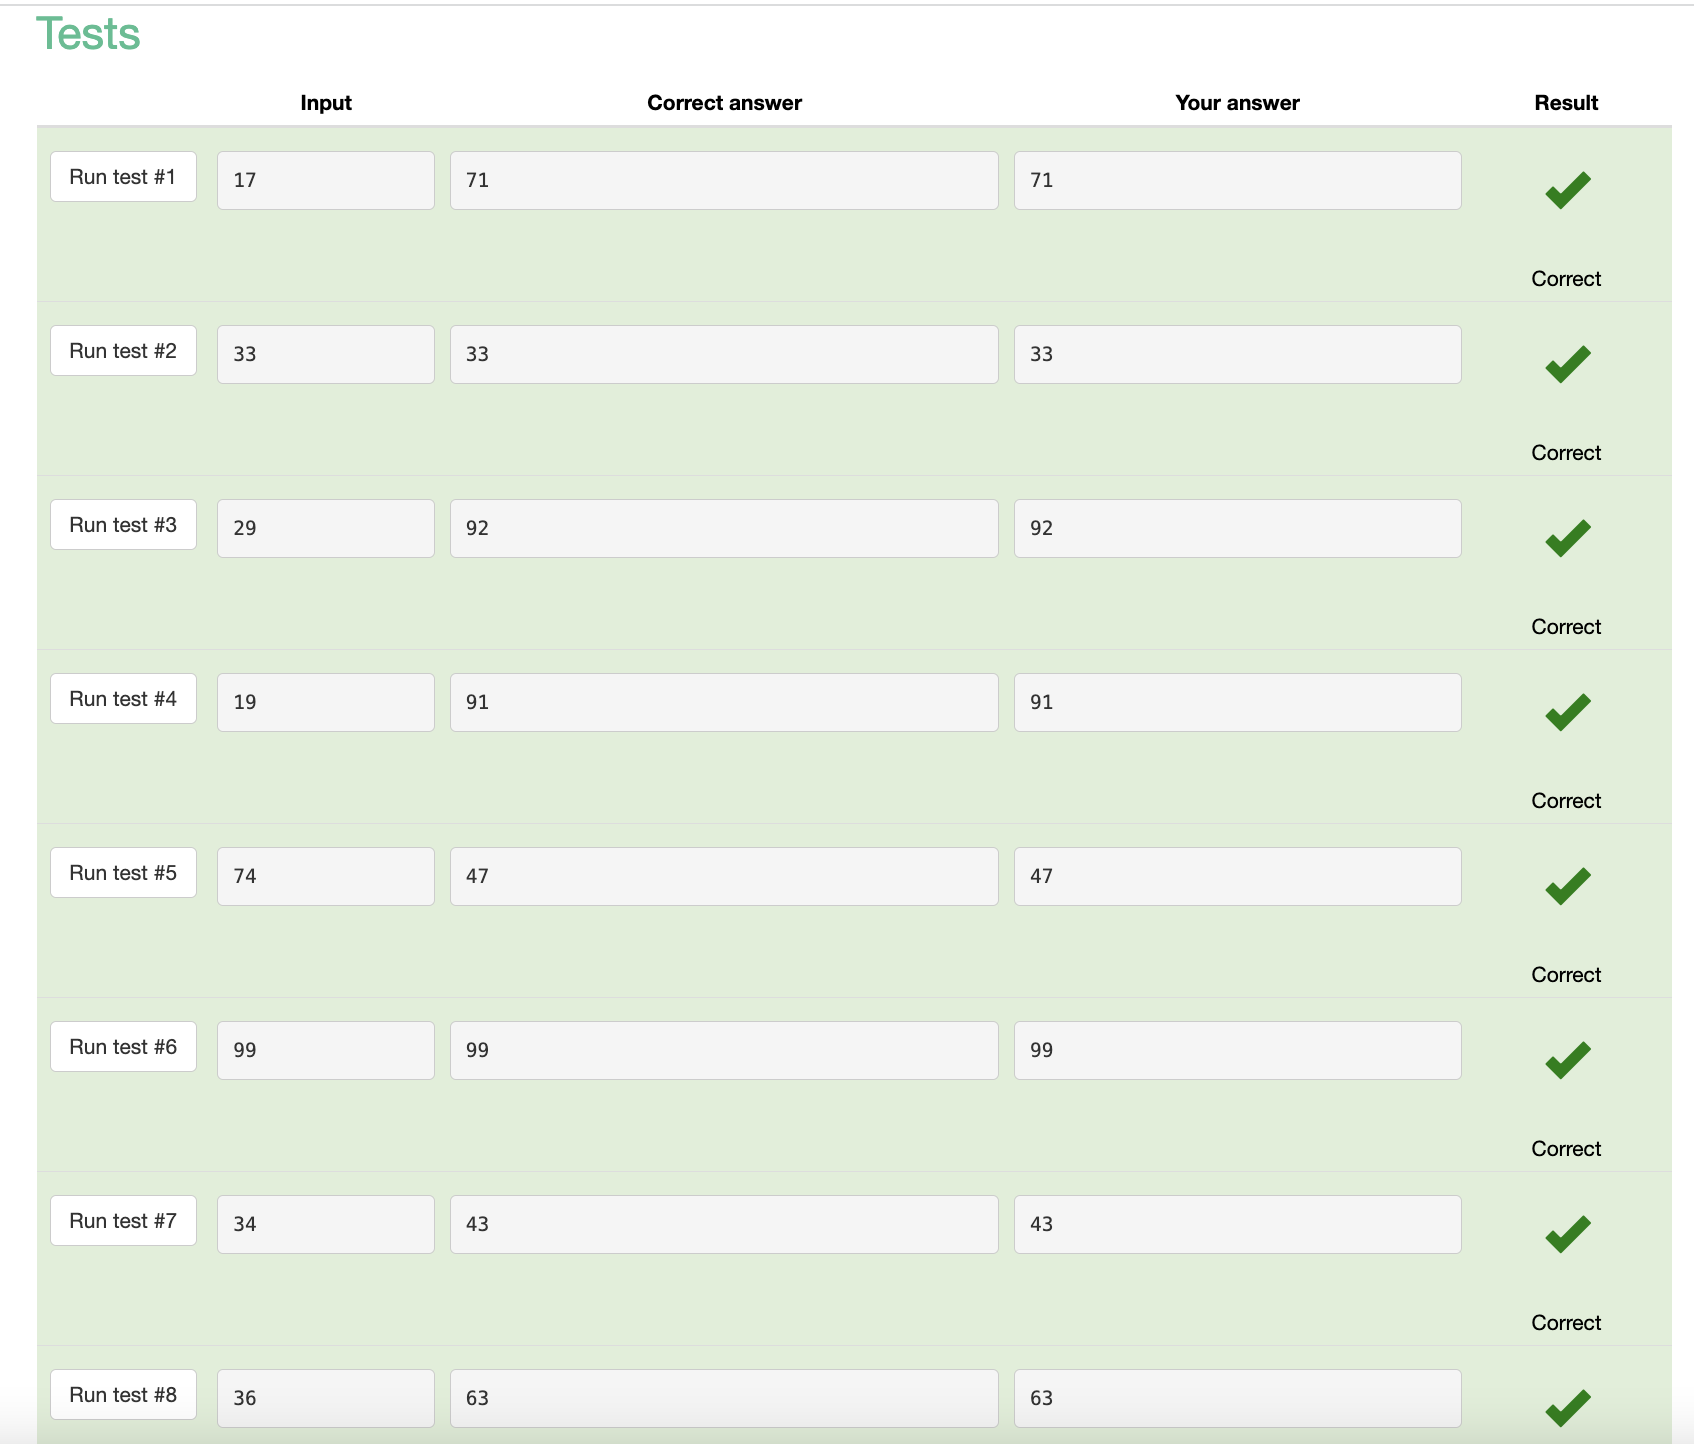 Tests
Input Correct answer Your answer Result
Run test #1 17 71 71
Correct
Run test #2 33 33 33
Correct
Run test #3 29 92 92
Correct
Run test #4 19 91 91
Correct
Run test #5 74 47 47
Correct
Run test #6 99 99 99
Correct
Run test #7 34 43 43
Correct
Run test #8 36 63 63